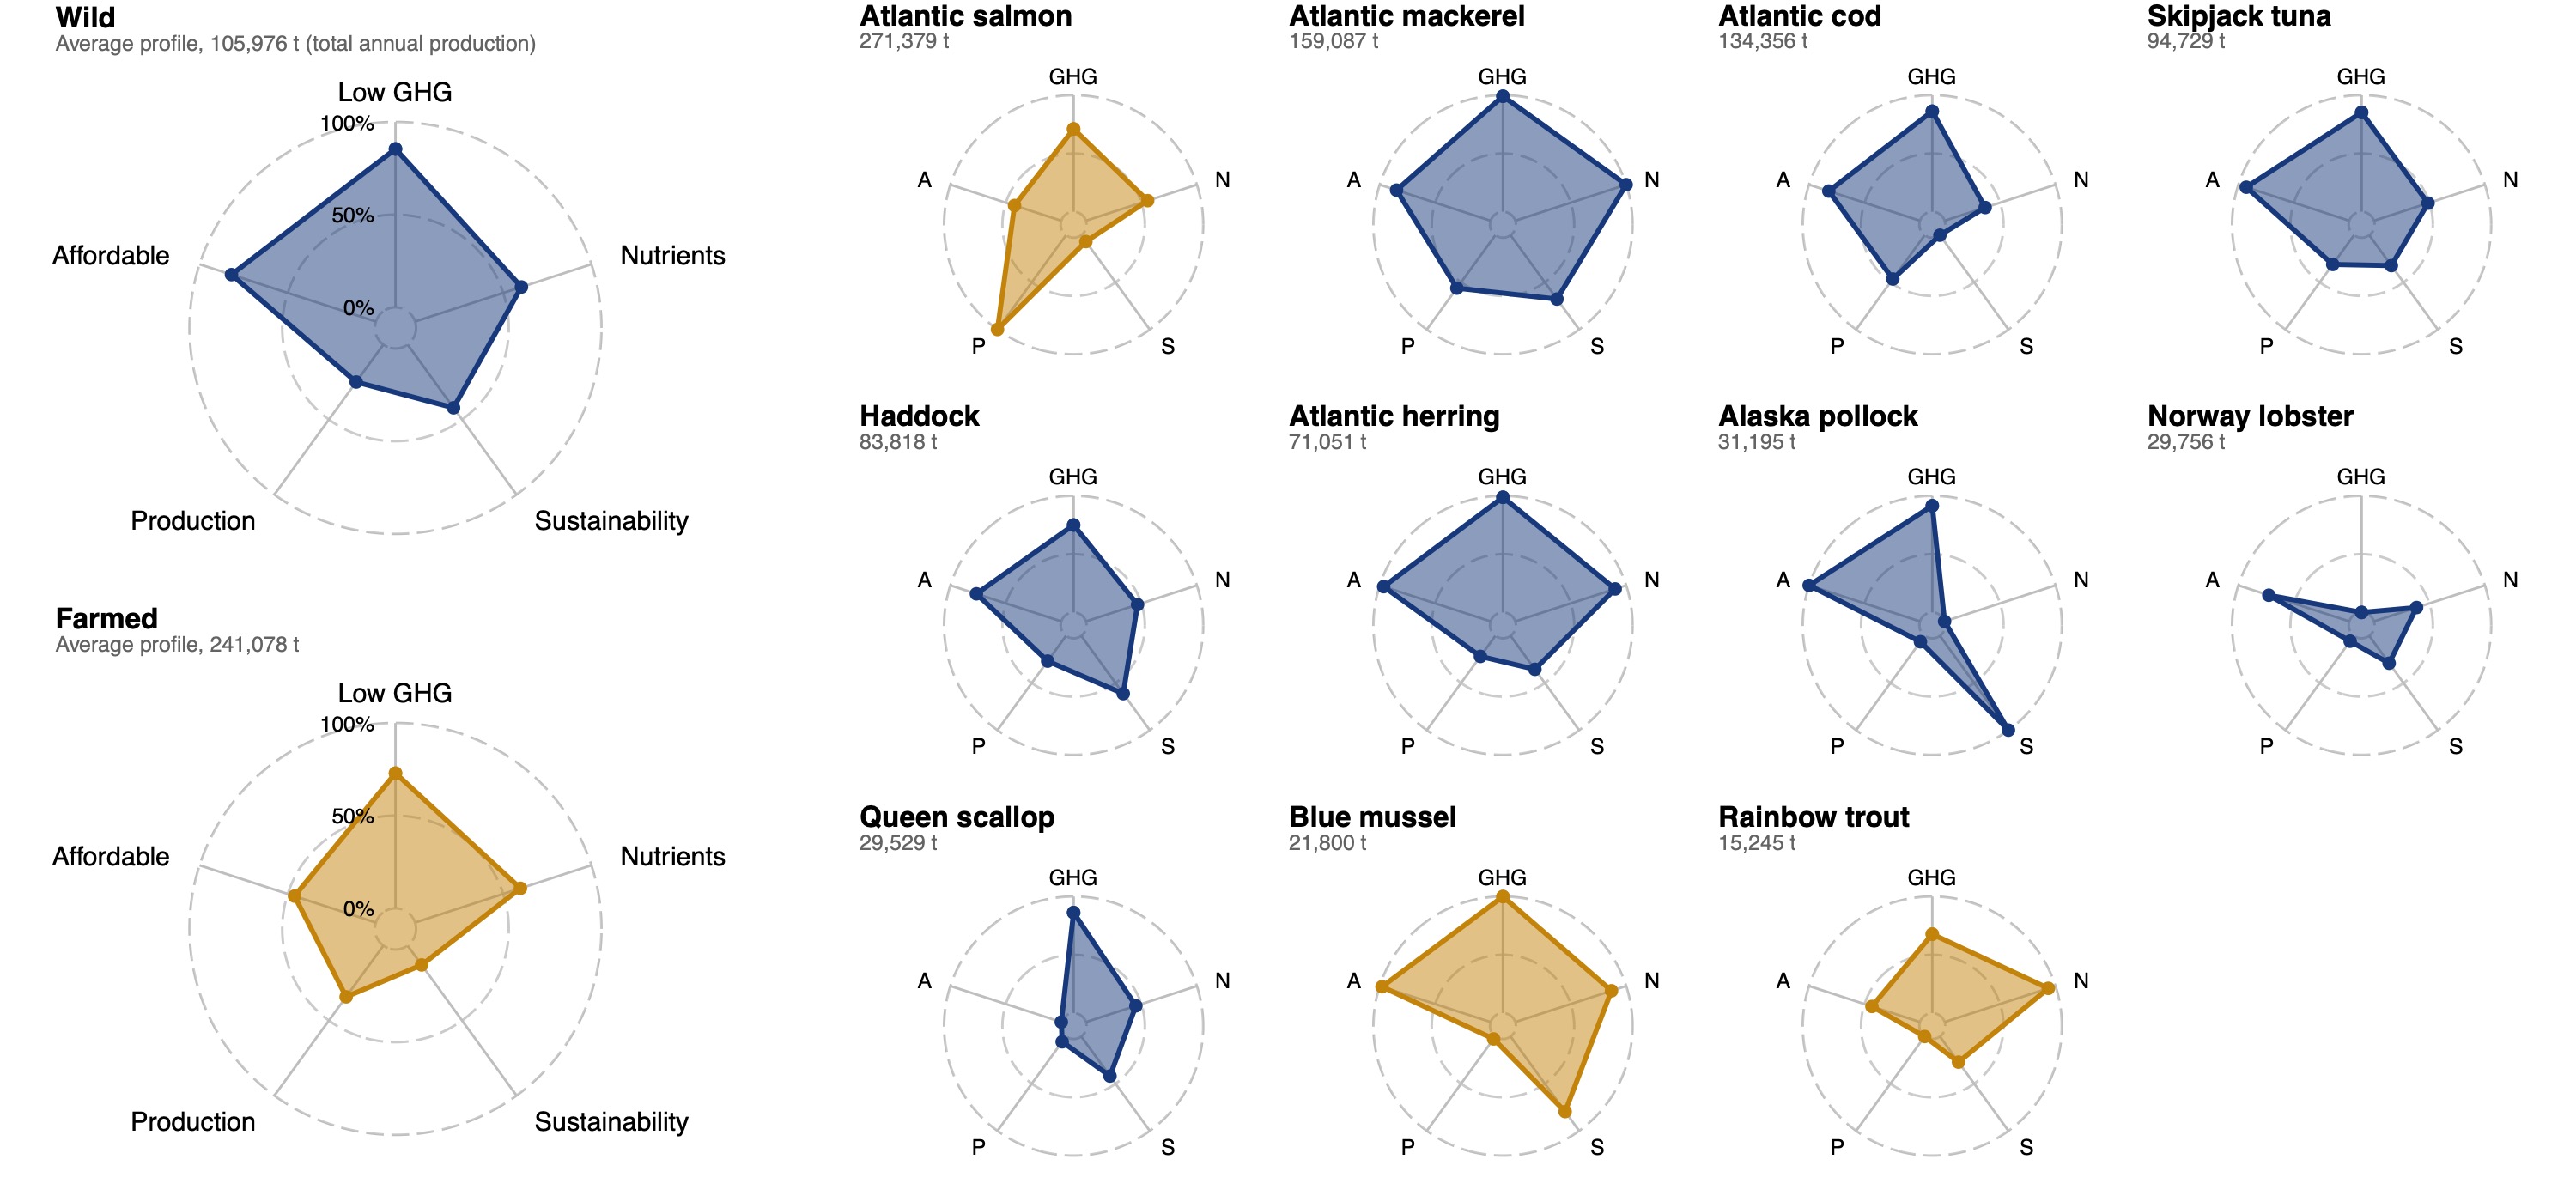 Wild
Average profile, 105,976 t (total annual production)
Low GHG
100%
50%
0%
Affordable
Nutrients
Production
Sustainability
Farmed
Average profile, 241,078 t
Low GHG
100%
50%
0%
Affordable
Nutrients
Production
Sustainability
Atlantic salmon
271,379 t
GHG
A
N
P
S
Atlantic mackerel
159,087 t
GHG
A
N
P
S
Atlantic cod
134,356 t
GHG
A
N
P
S
Skipjack tuna
94,729 t
GHG
A
N
P
S
Haddock
83,818 t
GHG
A
N
P
S
Atlantic herring
71,051 t
GHG
A
N
P
S
Alaska pollock
31,195 t
GHG
A
N
P
S
Norway lobster
29,756 t
GHG
A
N
P
S
Queen scallop
29,529 t
GHG
A
N
P
S
Blue mussel
21,800 t
GHG
A
N
P
S
Rainbow trout
15,245 t
GHG
A
N
P
S